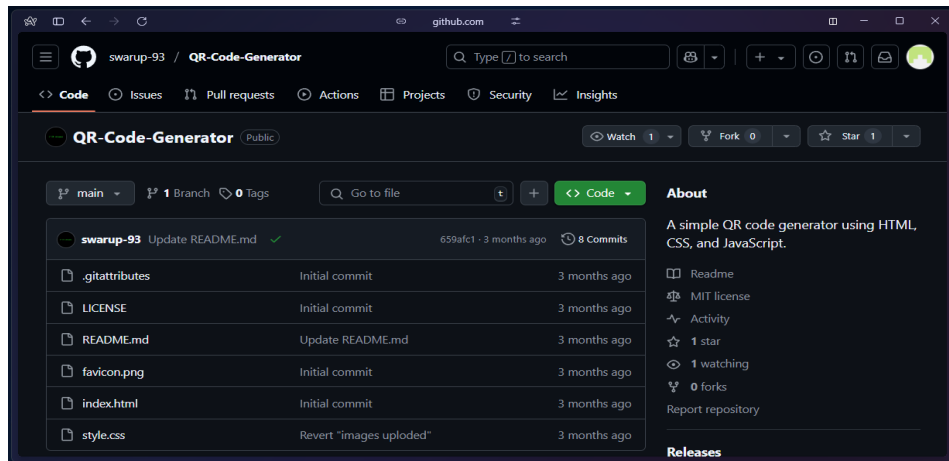 github.com
swarup-93 / QR-Code-Generator
Type / to search
Code Issues Pull requests Actions Projects Security Insights
QR-Code-Generator Public
Watch 1 Fork 0 Star 1
main 1 Branch 0 Tags Go to file t Code
swarup-93 Update README.md 659afc1 · 3 months ago 8 Commits
.gitattributes Initial commit 3 months ago
LICENSE Initial commit 3 months ago
README.md Update README.md 3 months ago
favicon.png Initial commit 3 months ago
index.html Initial commit 3 months ago
style.css Revert "images uploded" 3 months ago
About
A simple QR code generator using HTML,
CSS, and JavaScript.
Readme
MIT license
Activity
1 star
1 watching
0 forks
Report repository
Releases